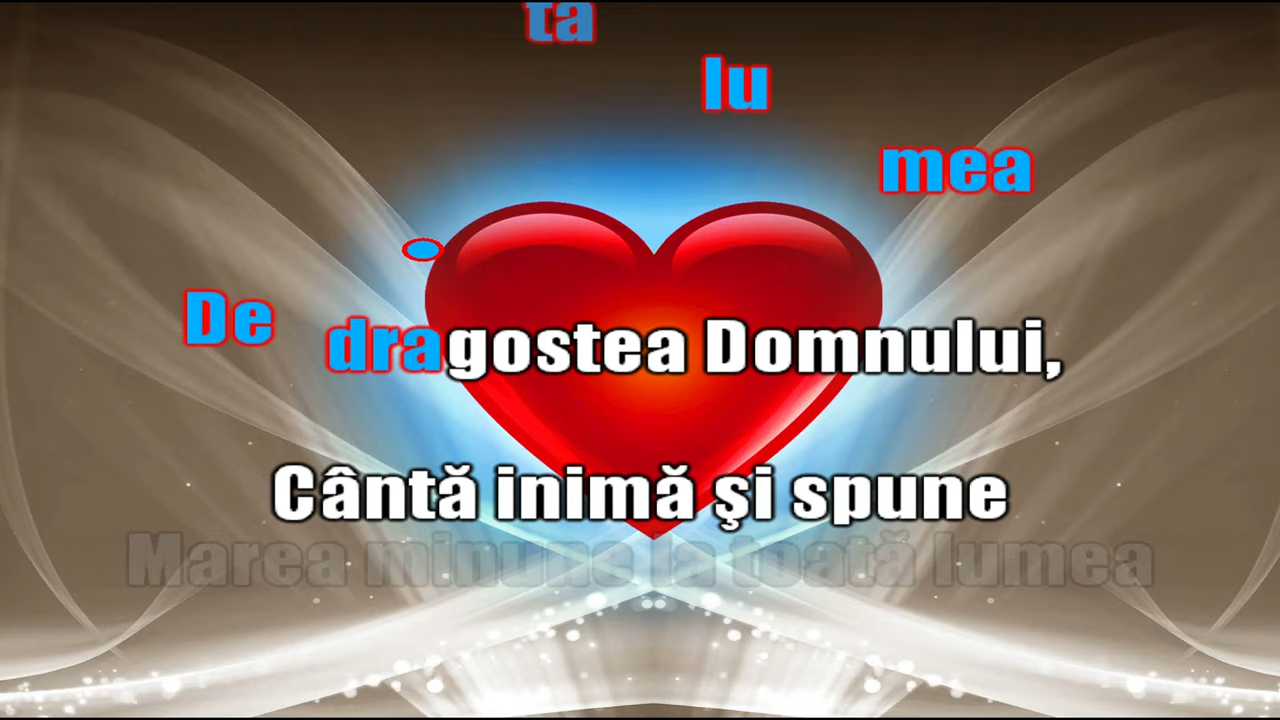 ta
lu
mea
De dragostea Domnului,
Cântă inimă şi spune
Marea minune la toată lumea